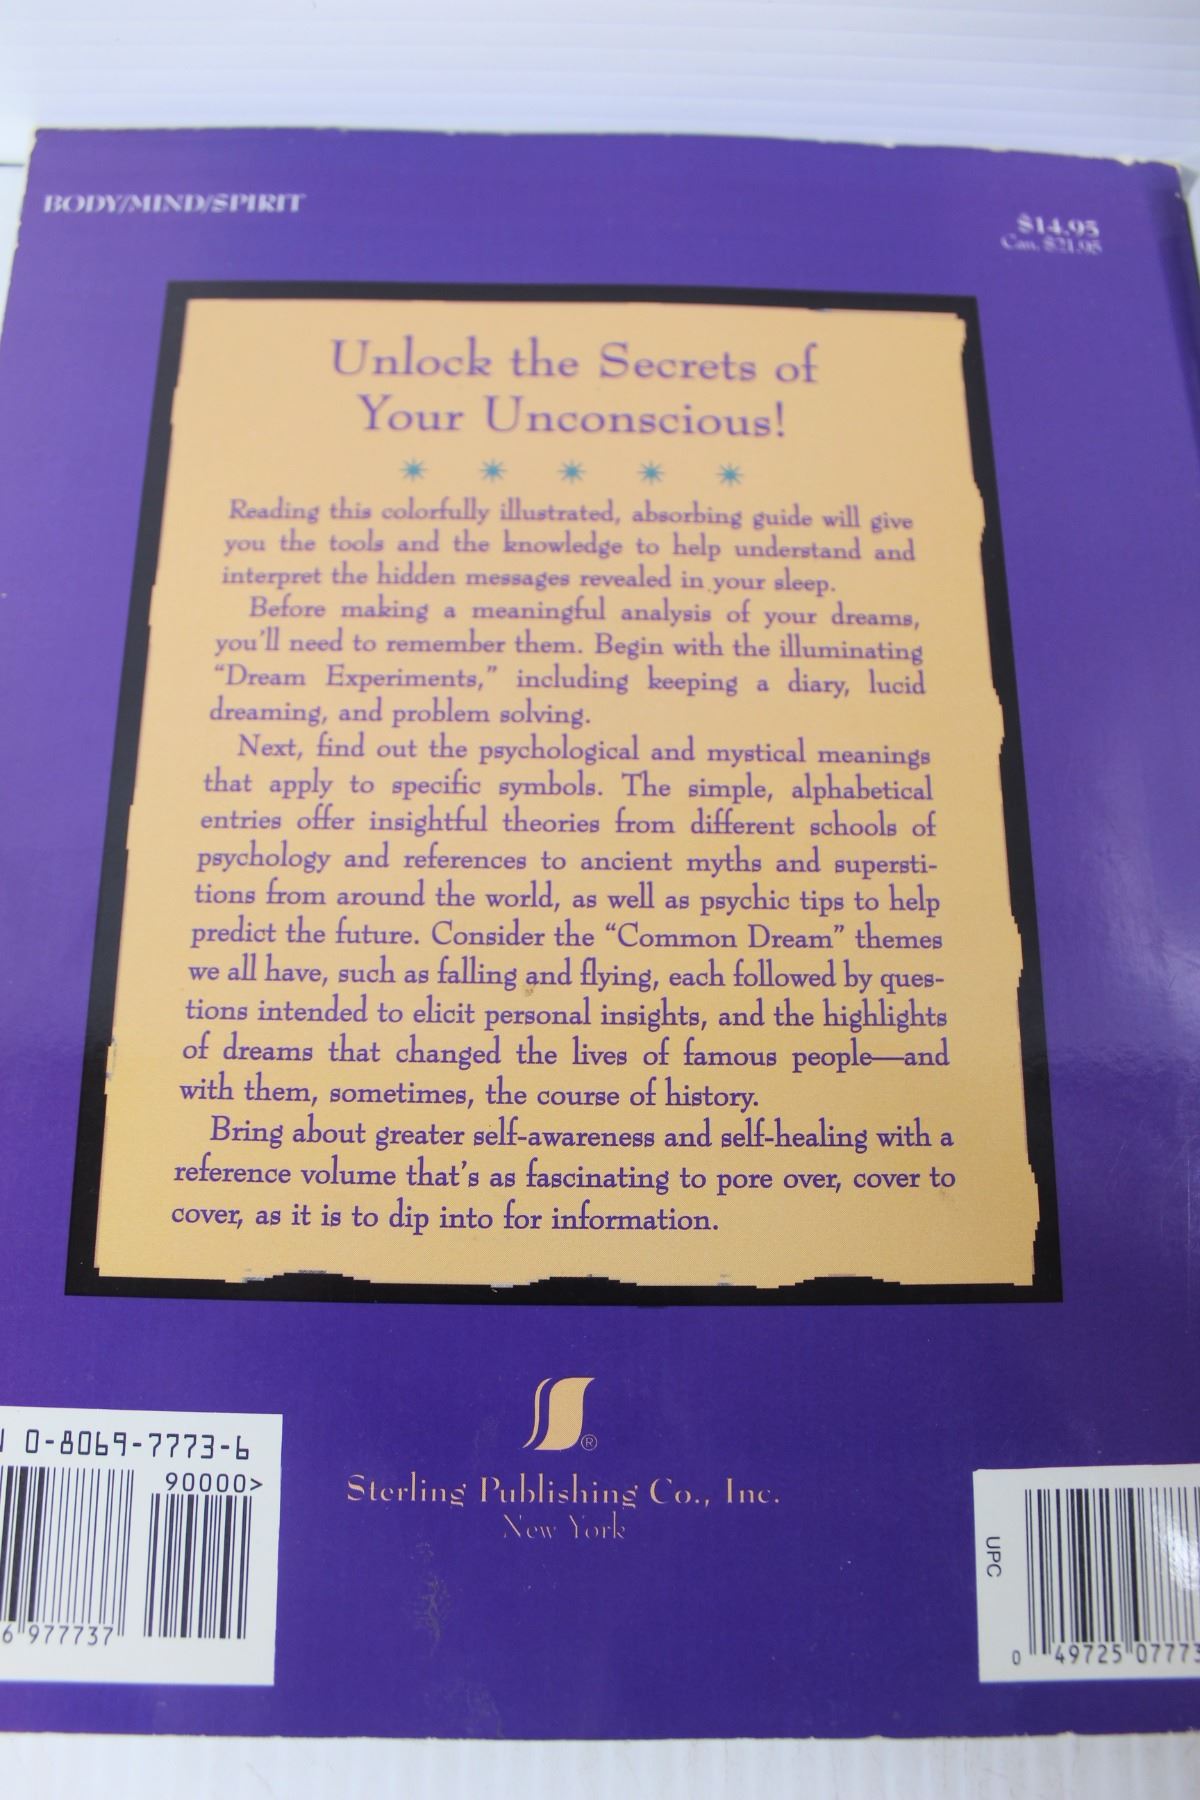 BODY/MIND/SPIRIT
$14.95
Can. $21.95
Unlock the Secrets of
Your Unconscious!
Reading this colorfully illustrated, absorbing guide will give
you the tools and the knowledge to help understand and
interpret the hidden messages revealed in your sleep.
Before making a meaningful analysis of your dreams,
you'll need to remember them. Begin with the illuminating
“Dream Experiments,” including keeping a diary, lucid
dreaming, and problem solving.
Next, find out the psychological and mystical meanings
that apply to specific symbols. The simple, alphabetical
entries offer insightful theories from different schools of
psychology and references to ancient myths and supersti-
tions from around the world, as well as psychic tips to help
predict the future. Consider the “Common Dream” themes
we all have, such as falling and flying, each followed by ques-
tions intended to elicit personal insights, and the highlights
of dreams that changed the lives of famous people—and
with them, sometimes, the course of history.
Bring about greater self-awareness and self-healing with a
reference volume that's as fascinating to pore over, cover to
cover, as it is to dip into for information.
®
Sterling Publishing Co., Inc.
New York
0-8069-7773-6
90000>
6 977737
UPC
0 49725 07773